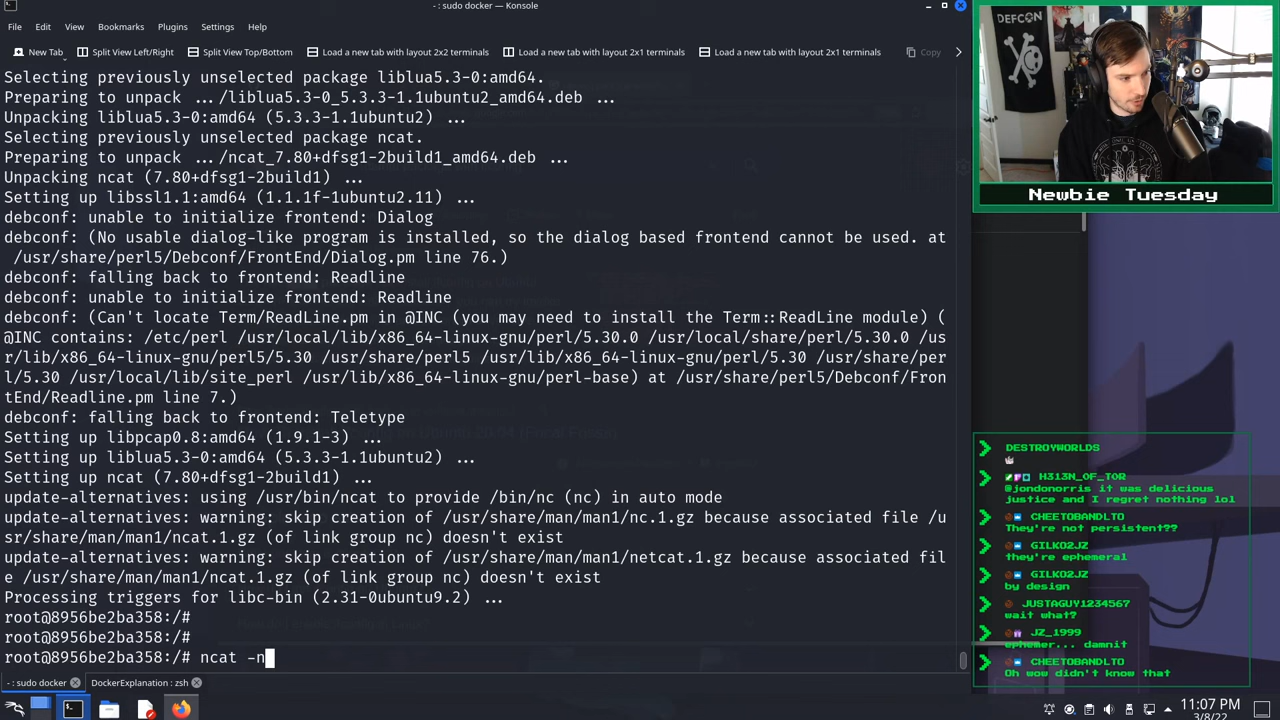 - : sudo docker — Konsole
File Edit View Bookmarks Plugins Settings Help
New Tab Split View Left/Right Split View Top/Bottom Load a new tab with layout 2x2 terminals Load a new tab with layout 2x1 terminals Load a new tab with layout 2x1 terminals Copy
Selecting previously unselected package liblua5.3-0:amd64.
Preparing to unpack .../liblua5.3-0_5.3.3-1.1ubuntu2_amd64.deb ...
Unpacking liblua5.3-0:amd64 (5.3.3-1.1ubuntu2) ...
Selecting previously unselected package ncat.
Preparing to unpack .../ncat_7.80+dfsg1-2build1_amd64.deb ...
Unpacking ncat (7.80+dfsg1-2build1) ...
Setting up libssl1.1:amd64 (1.1.1f-1ubuntu2.11) ...
debconf: unable to initialize frontend: Dialog
debconf: (No usable dialog-like program is installed, so the dialog based frontend cannot be used. at
/usr/share/perl5/Debconf/FrontEnd/Dialog.pm line 76.)
debconf: falling back to frontend: Readline
debconf: unable to initialize frontend: Readline
debconf: (Can't locate Term/ReadLine.pm in @INC (you may need to install the Term::ReadLine module) (
@INC contains: /etc/perl /usr/local/lib/x86_64-linux-gnu/perl/5.30.0 /usr/local/share/perl/5.30.0 /us
r/lib/x86_64-linux-gnu/perl5/5.30 /usr/share/perl5 /usr/lib/x86_64-linux-gnu/perl/5.30 /usr/share/per
l/5.30 /usr/local/lib/site_perl /usr/lib/x86_64-linux-gnu/perl-base) at /usr/share/perl5/Debconf/Fron
tEnd/Readline.pm line 7.)
debconf: falling back to frontend: Teletype
Setting up libpcap0.8:amd64 (1.9.1-3) ...
Setting up liblua5.3-0:amd64 (5.3.3-1.1ubuntu2) ...
Setting up ncat (7.80+dfsg1-2build1) ...
update-alternatives: using /usr/bin/ncat to provide /bin/nc (nc) in auto mode
update-alternatives: warning: skip creation of /usr/share/man/man1/nc.1.gz because associated file /u
sr/share/man/man1/ncat.1.gz (of link group nc) doesn't exist
update-alternatives: warning: skip creation of /usr/share/man/man1/netcat.1.gz because associated fil
e /usr/share/man/man1/ncat.1.gz (of link group nc) doesn't exist
Processing triggers for libc-bin (2.31-0ubuntu9.2) ...
root@8956be2ba358:/#
root@8956be2ba358:/#
root@8956be2ba358:/# ncat -n
- : sudo docker DockerExplanation : zsh
DEFCON
Newbie Tuesday
DESTROYWORLDS
H313N_OF_TOR
@jondonorris it was delicious
justice and I regret nothing lol
CHEETOBANDLTO
They're not persistent??
GILKO2JZ
they're ephemeral
GILKO2JZ
by design
JUSTAGUY1234567
wait what?
JZ_1999
ephemer... damnit
CHEETOBANDLTO
Oh wow didn't know that
11:07 PM
3/8/22